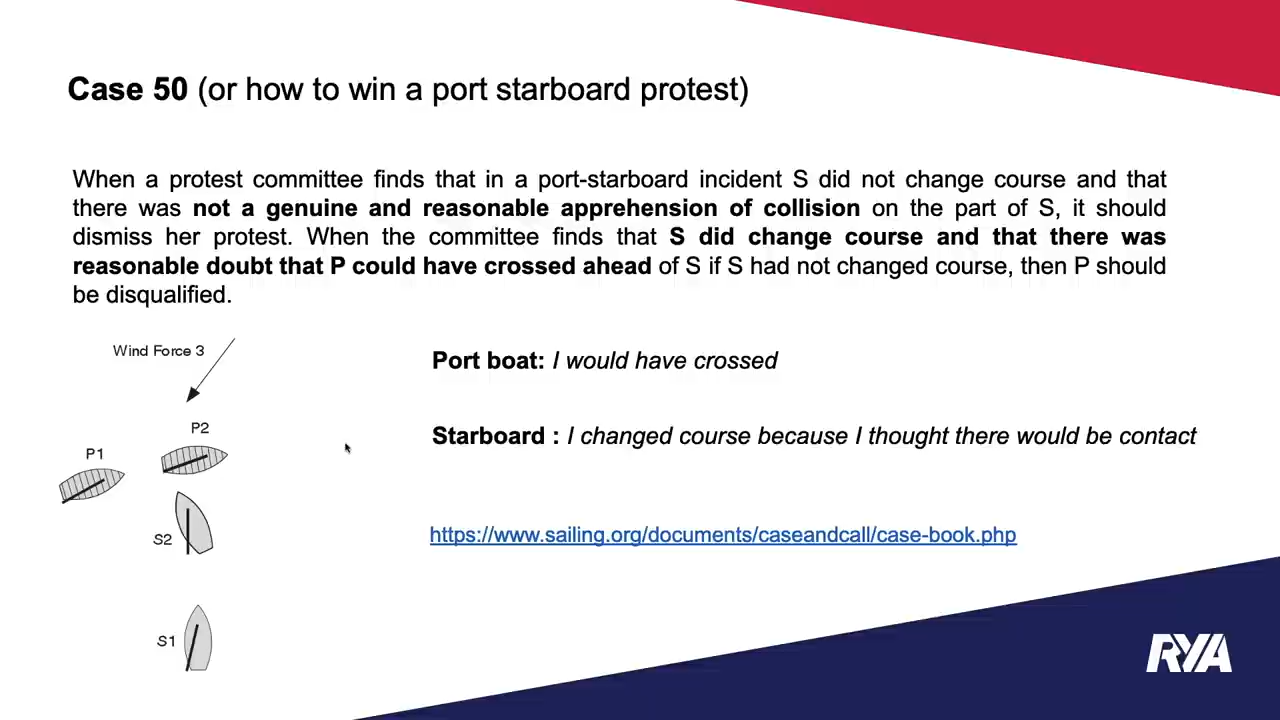 Case 50 (or how to win a port starboard protest)
When a protest committee finds that in a port-starboard incident S did not change course and that
there was not a genuine and reasonable apprehension of collision on the part of S, it should
dismiss her protest. When the committee finds that S did change course and that there was
reasonable doubt that P could have crossed ahead of S if S had not changed course, then P should
be disqualified.
Wind Force 3
Port boat: I would have crossed
P2
Starboard : I changed course because I thought there would be contact
P1
S2
https://www.sailing.org/documents/caseandcall/case-book.php
S1
RYA